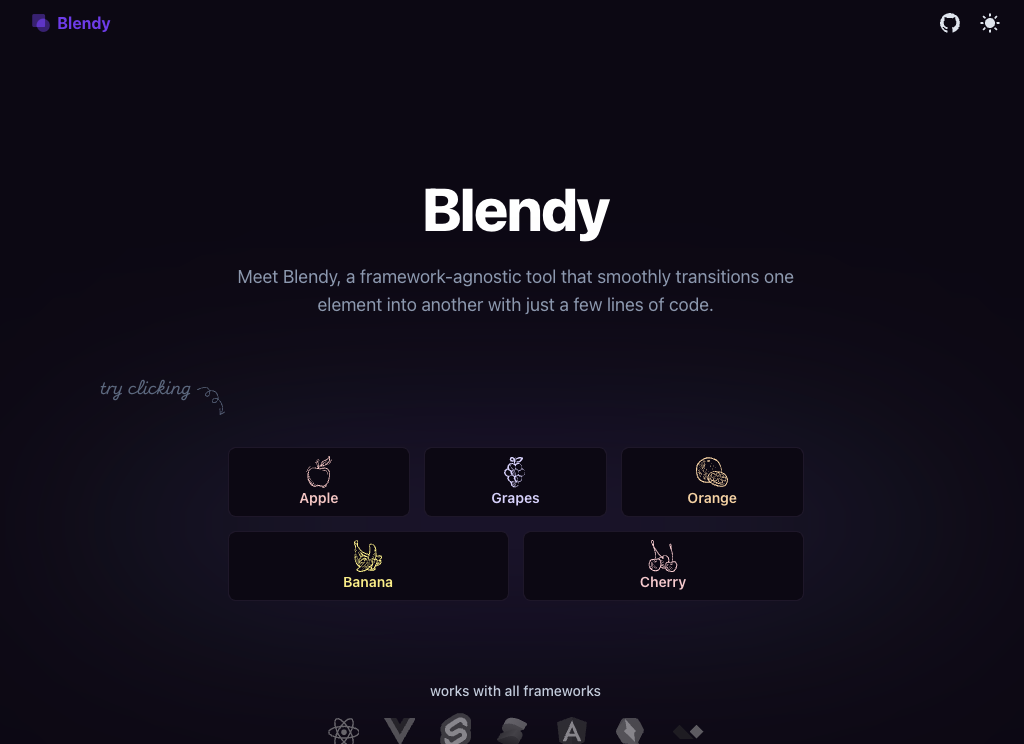 Blendy
Blendy
Meet Blendy, a framework-agnostic tool that smoothly transitions one
element into another with just a few lines of code.
try clicking
Apple
Grapes
Orange
Banana
Cherry
works with all frameworks